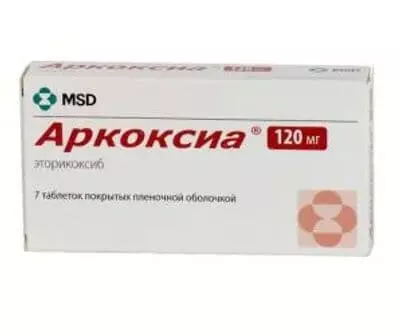 MSD
Аркоксиа® 120 мг
эторикоксиб
7 таблеток покрытых пленочной оболочкой